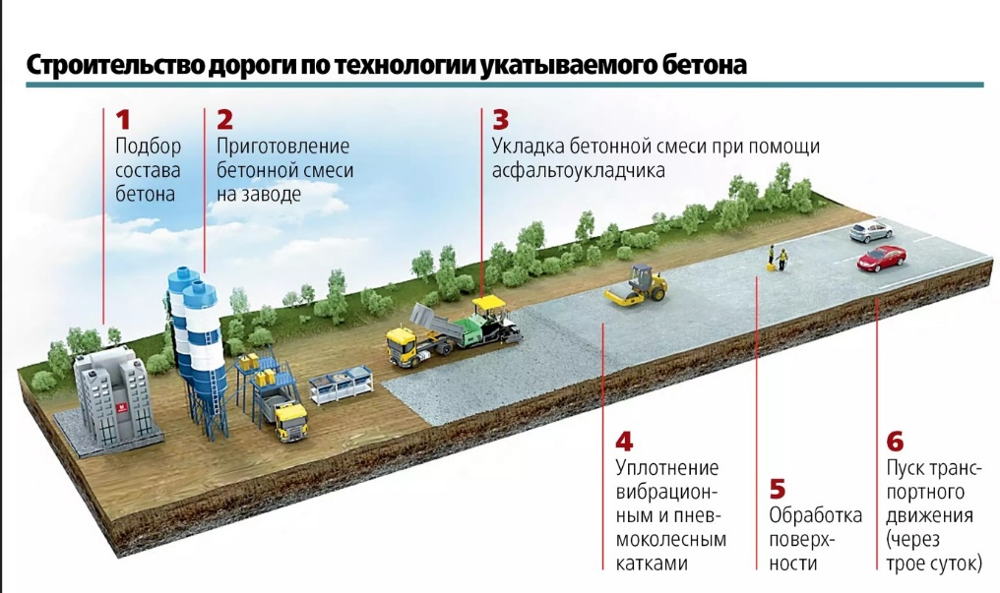 Строительство дороги по технологии укатываемого бетона
1
Подбор
состава
бетона
2
Приготовление
бетонной смеси
на заводе
3
Укладка бетонной смеси при помощи
асфальтоукладчика
4
Уплотнение
вибрацион-
ным и пнев-
моколесным
катками
5
Обработка
поверх-
ности
6
Пуск транс-
портного
движения
(через
трое суток)